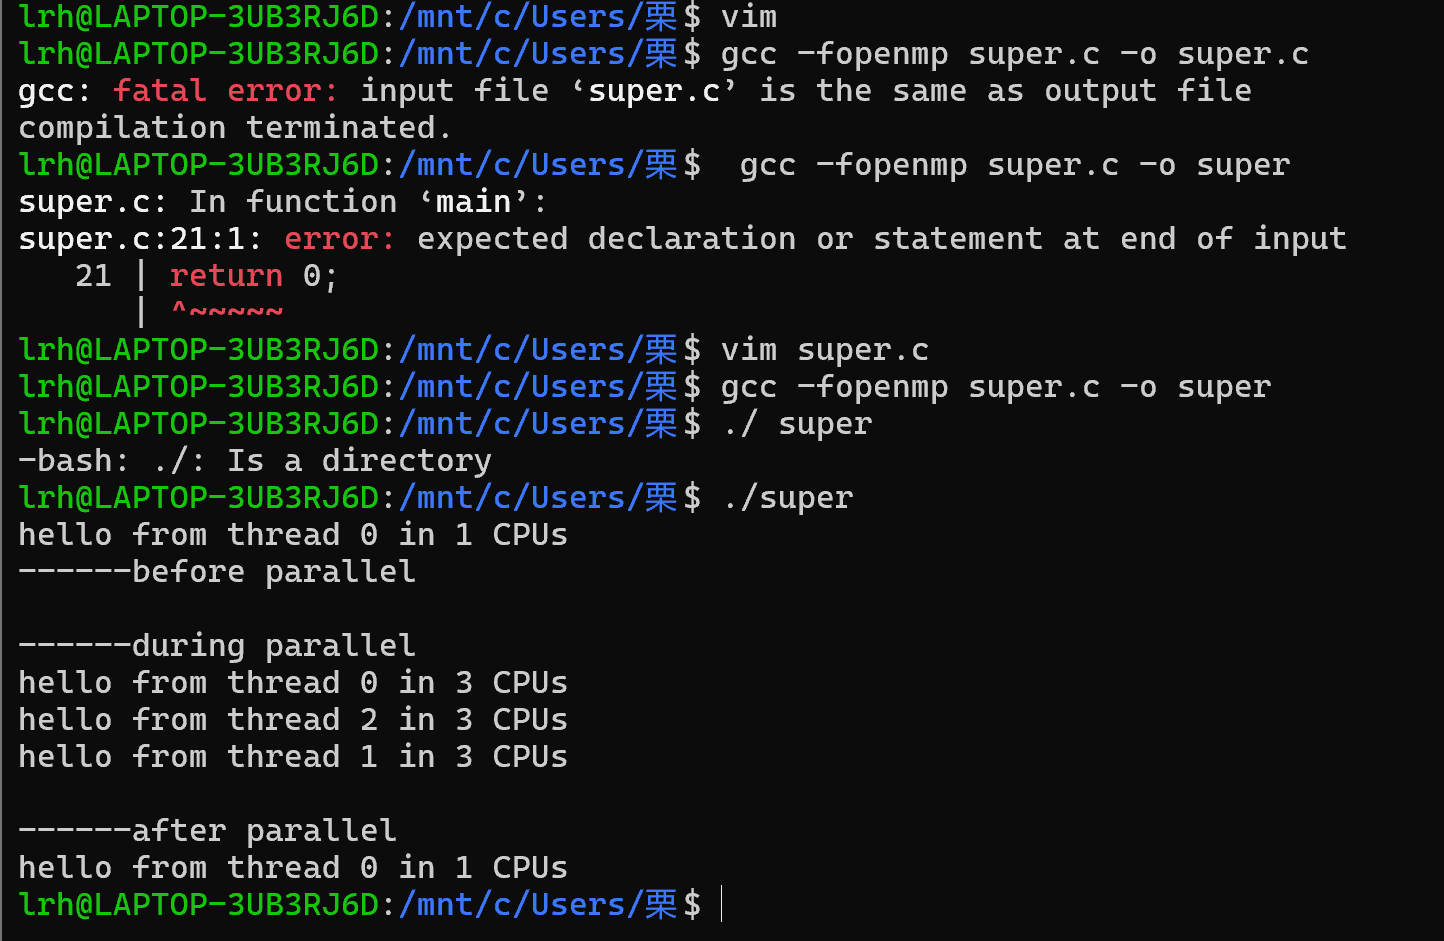 lrh@LAPTOP-3UB3RJ6D:/mnt/c/Users/栗$ vim
lrh@LAPTOP-3UB3RJ6D:/mnt/c/Users/栗$ gcc -fopenmp super.c -o super.c
gcc: fatal error: input file ‘super.c’ is the same as output file
compilation terminated.
lrh@LAPTOP-3UB3RJ6D:/mnt/c/Users/栗$  gcc -fopenmp super.c -o super
super.c: In function ‘main’:
super.c:21:1: error: expected declaration or statement at end of input
   21 | return 0;
      | ^~~~~~
lrh@LAPTOP-3UB3RJ6D:/mnt/c/Users/栗$ vim super.c
lrh@LAPTOP-3UB3RJ6D:/mnt/c/Users/栗$ gcc -fopenmp super.c -o super
lrh@LAPTOP-3UB3RJ6D:/mnt/c/Users/栗$ ./ super
-bash: ./: Is a directory
lrh@LAPTOP-3UB3RJ6D:/mnt/c/Users/栗$ ./super
hello from thread 0 in 1 CPUs
------before parallel

------during parallel
hello from thread 0 in 3 CPUs
hello from thread 2 in 3 CPUs
hello from thread 1 in 3 CPUs

------after parallel
hello from thread 0 in 1 CPUs
lrh@LAPTOP-3UB3RJ6D:/mnt/c/Users/栗$